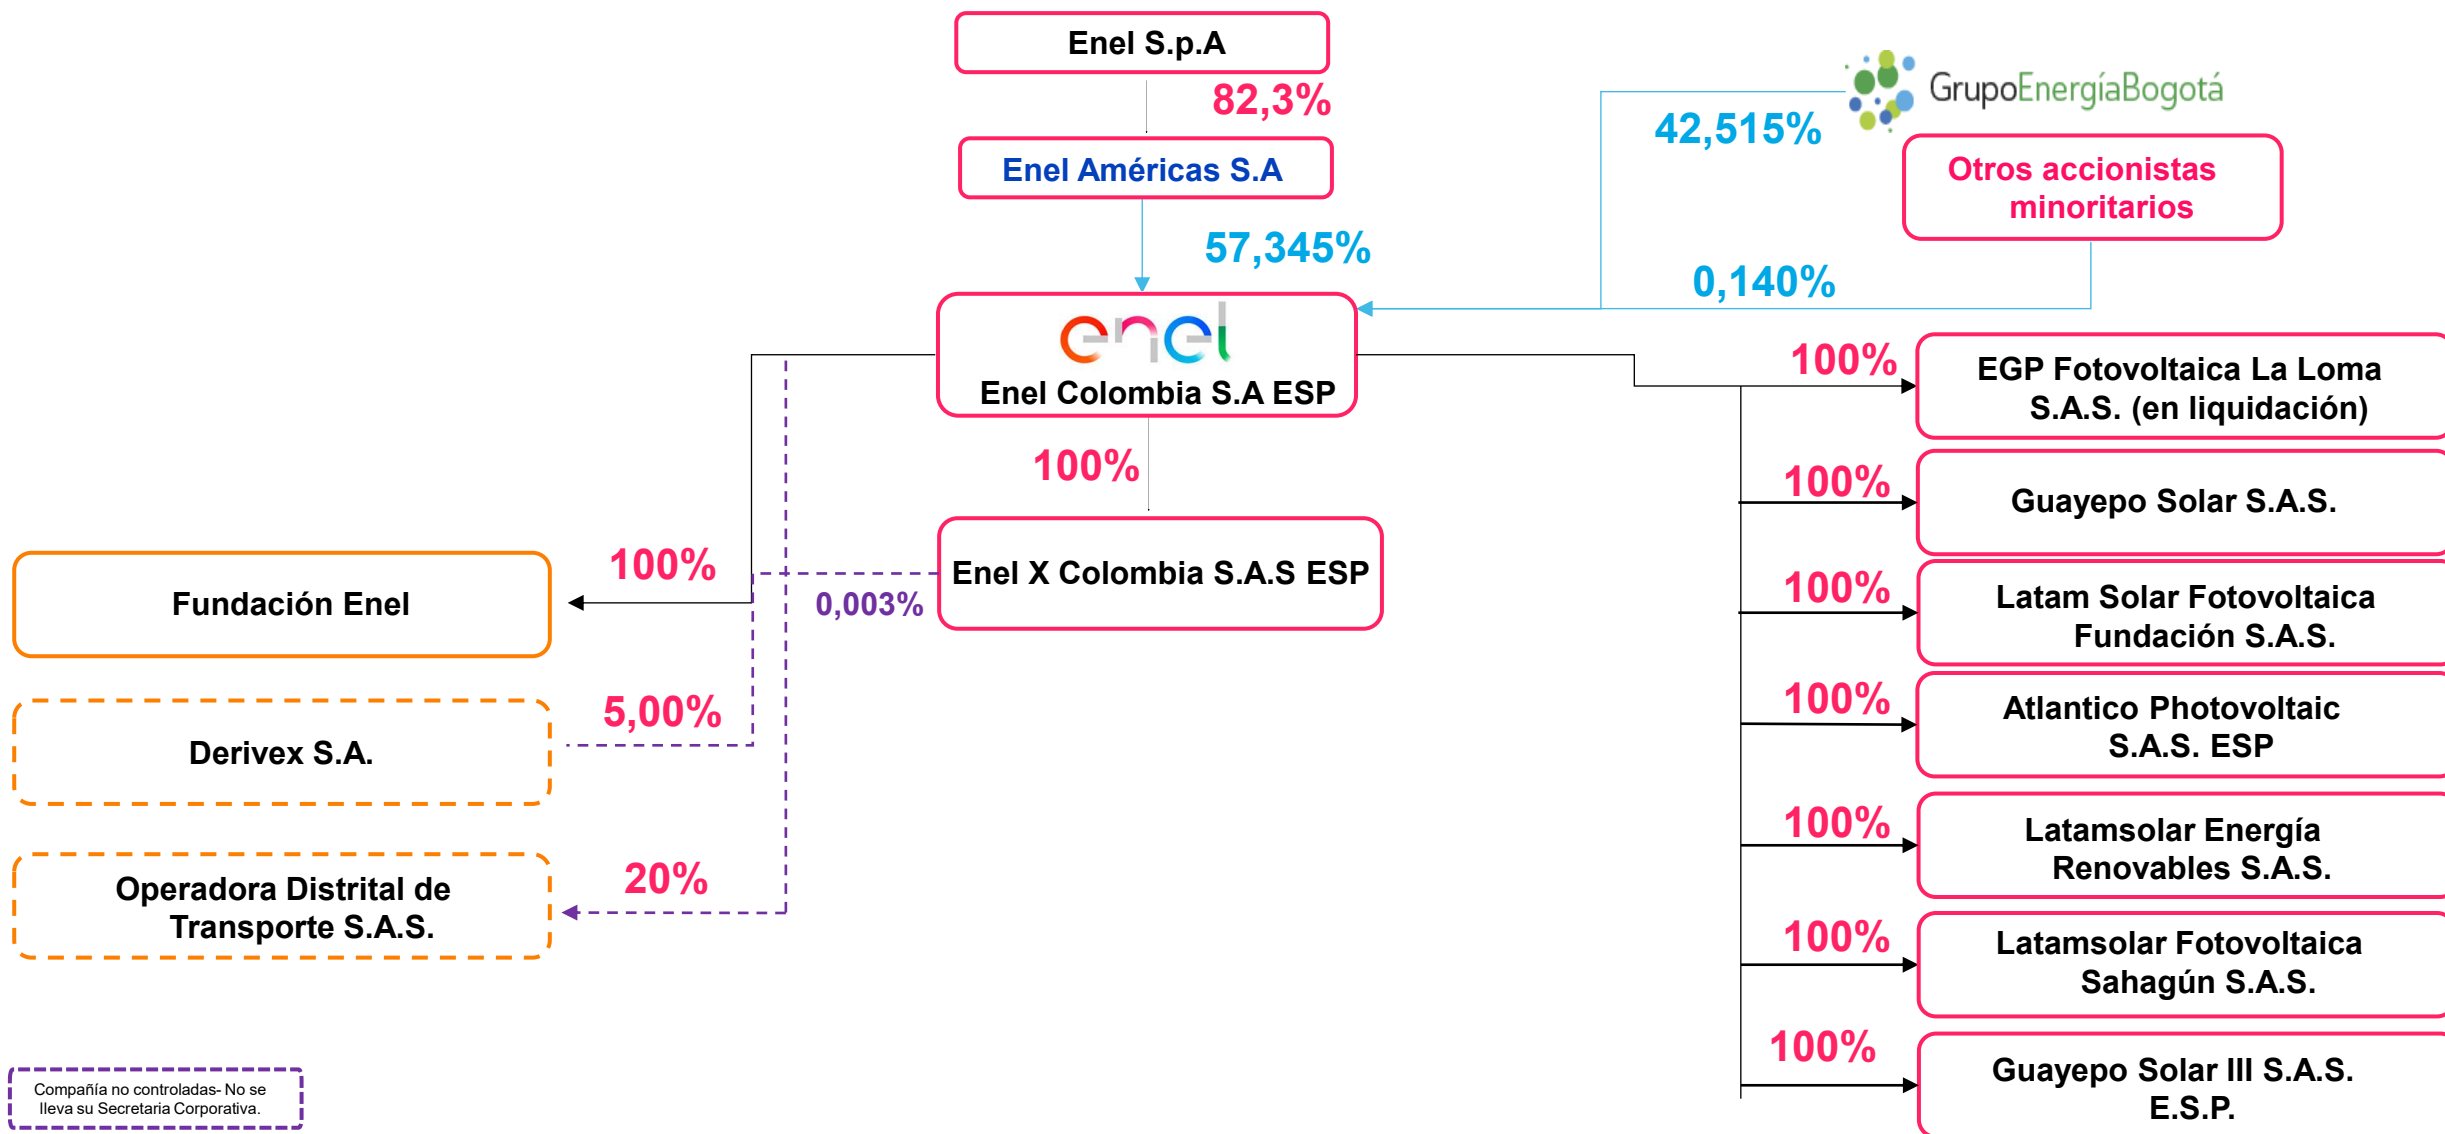 Enel S.p.A
82,3%
GrupoEnergíaBogotá
42,515%
Enel Américas S.A
Otros accionistas
minoritarios
57,345%
0,140%
enel
Enel Colombia S.A ESP
100%
EGP Fotovoltaica La Loma
S.A.S. (en liquidación)
100%
100%
Guayepo Solar S.A.S.
Enel X Colombia S.A.S ESP
0,003%
100%
Fundación Enel
100%
Latam Solar Fotovoltaica
Fundación S.A.S.
5,00%
Derivex S.A.
100%
Atlantico Photovoltaic
S.A.S. ESP
20%
Operadora Distrital de
Transporte S.A.S.
100%
Latamsolar Energía
Renovables S.A.S.
100%
Latamsolar Fotovoltaica
Sahagún S.A.S.
100%
Guayepo Solar III S.A.S.
E.S.P.
Compañía no controladas- No se
lleva su Secretaria Corporativa.